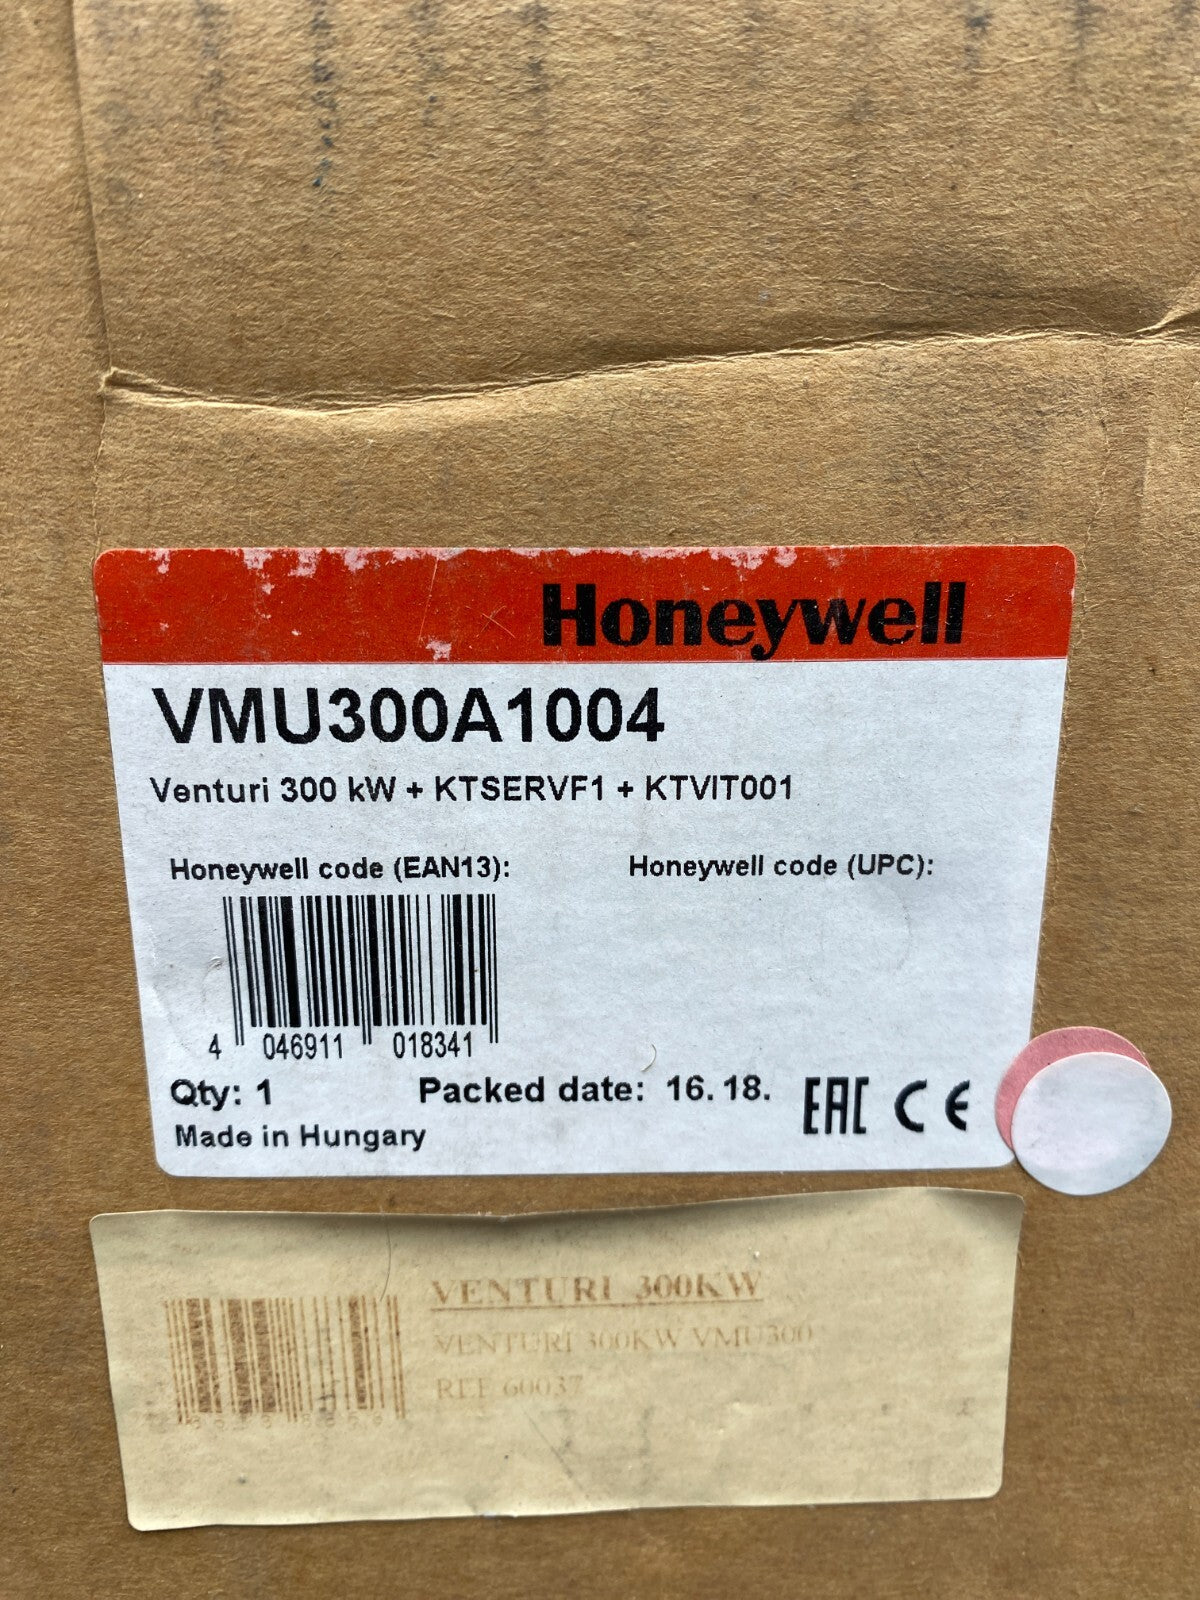 Honeywell
VMU300A1004
Venturi 300 kW + KTSERVF1 + KTVIT001
Honeywell code (EAN13):
Honeywell code (UPC):
4 046911 018341
Qty: 1
Packed date: 16. 18.
EAC CE
Made in Hungary
VENTURI 300KW
VENTURI 300KW VMU300
REF 60037